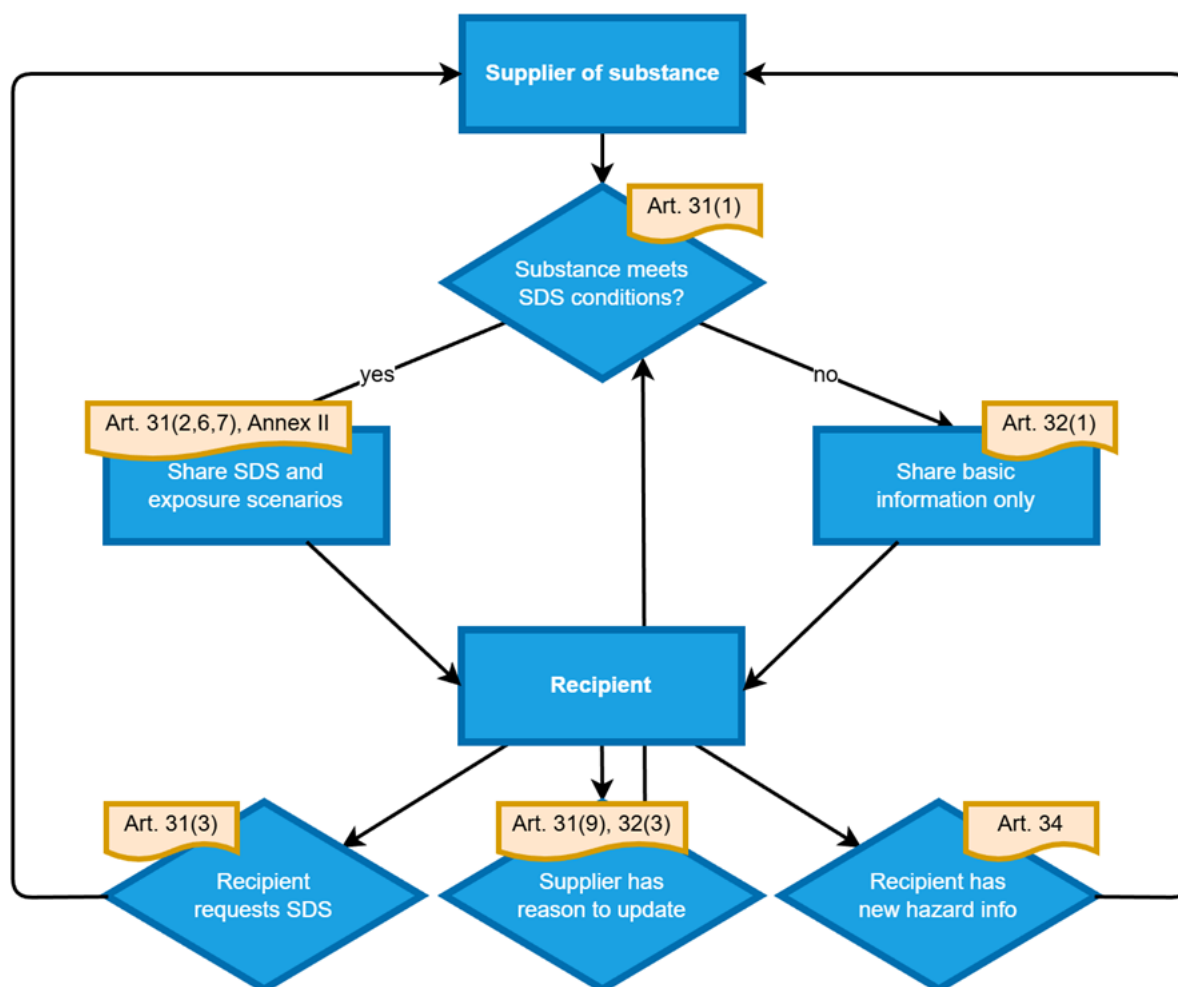 Supplier of substance
Art. 31(1)
Substance meets
SDS conditions?
yes
no
Art. 31(2,6,7), Annex II
Share SDS and
exposure scenarios
Art. 32(1)
Share basic
information only
Recipient
Art. 31(3)
Recipient
requests SDS
Art. 31(9), 32(3)
Supplier has
reason to update
Art. 34
Recipient has
new hazard info